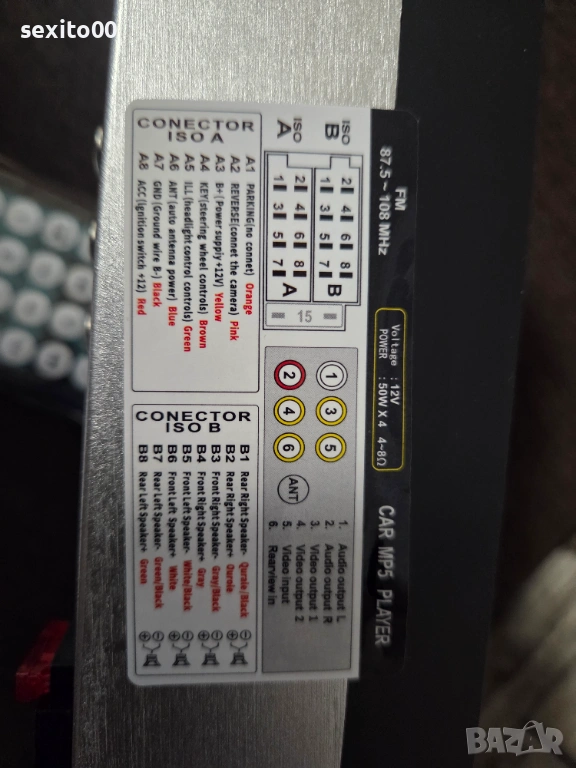 sexito00
CAR MP5 PLAYER
FM
87.5~108MHz
Voltage : 12V
POWER : 50W X 4 4~8Ω
ISO
B
ISO
A
2 4 6 8
1 3 5 7
B
2 4 6 8
1 3 5 7
A
15
1 3 5
2 4 6
ANT
1. Audio output L
2. Audio output R
3. Video output 1
4. Video output 2
5. Video input
6. Rearview in
CONECTOR
ISO A
A1 PARKING(no connet) Orange
A2 REVERSE(connet the camera) Pink
A3 B+(Power supply+12V) Yellow
A4 KEY(steering wheel controls) Brown
A5 ILL(headlight control controls) Green
A6 ANT(auto antenna power) Blue
A7 GND(Ground wire B-) Black
A8 ACC(Ignition switch +12) Red
CONECTOR
ISO B
B1 Rear Right Speaker- Qurple/Black
B2 Rear Right Speaker+ Qurole
B3 Front Right Speaker- Gray/Black
B4 Front Right Speaker+ Gray
B5 Front Left Speaker- White/Black
B6 Front Left Speaker+ White
B7 Rear Left Speaker- Green/Black
B8 Rear Left Speaker+ Green
BAZAR
.bg